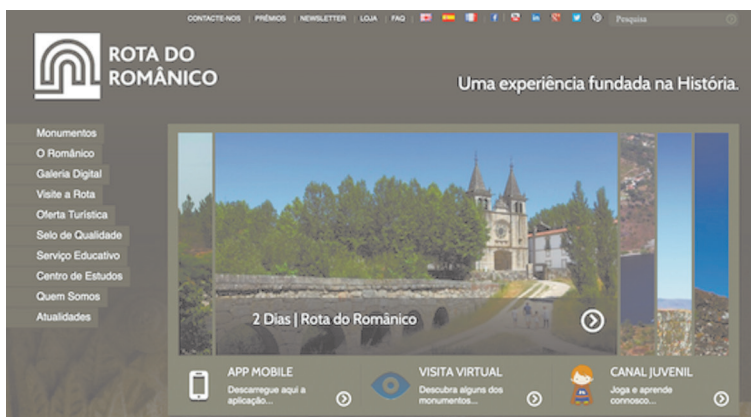 CONTACTE-NOS | PRÉMIOS | NEWSLETTER | LOJA | FAQ
Pesquisa
ROTA DO
ROMÂNICO
Uma experiência fundada na História.
Monumentos
O Românico
Galeria Digital
Visite a Rota
Oferta Turística
Selo de Qualidade
Serviço Educativo
Centro de Estudos
Quem Somos
Atualidades
2 Dias | Rota do Românico
APP MOBILE
Descarregue aqui a
aplicação...
VISITA VIRTUAL
Descubra alguns dos
monumentos...
CANAL JUVENIL
Joga e aprende
connosco...